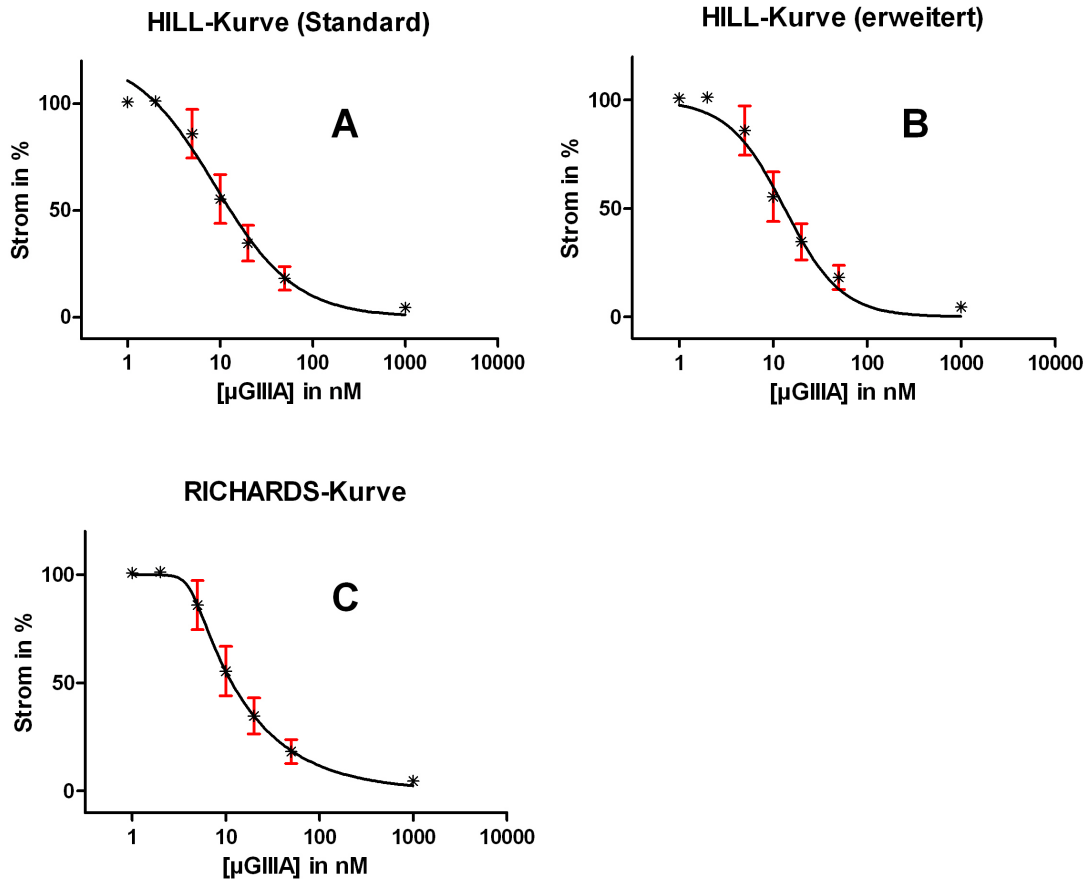 HILL-Kurve (Standard)
A
100
50
0
Strom in %
1 10 100 1000 10000
[µGIIIA] in nM
HILL-Kurve (erweitert)
B
100
50
0
Strom in %
1 10 100 1000 10000
[µGIIIA] in nM
RICHARDS-Kurve
C
100
50
0
Strom in %
1 10 100 1000 10000
[µGIIIA] in nM